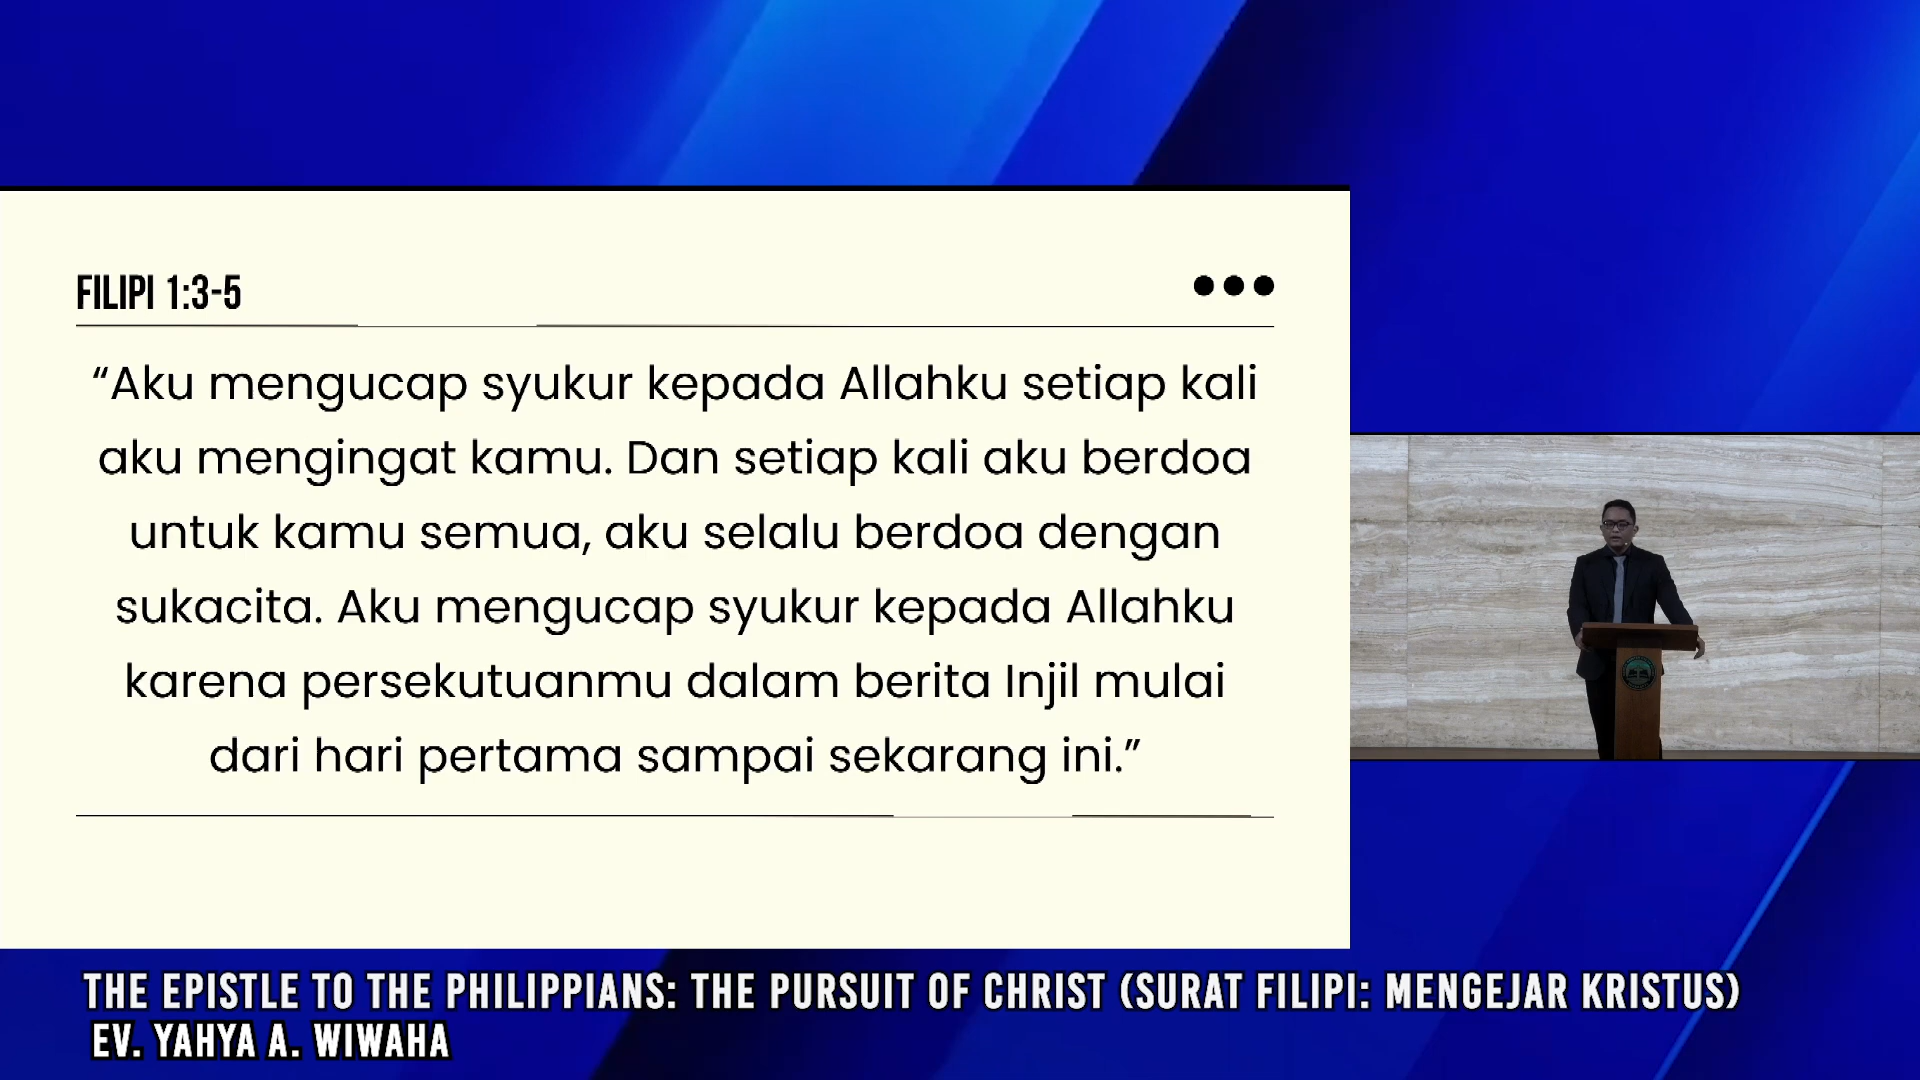 FILIPI 1:3-5
“Aku mengucap syukur kepada Allahku setiap kali
aku mengingat kamu. Dan setiap kali aku berdoa
untuk kamu semua, aku selalu berdoa dengan
sukacita. Aku mengucap syukur kepada Allahku
karena persekutuanmu dalam berita Injil mulai
dari hari pertama sampai sekarang ini.”
THE EPISTLE TO THE PHILIPPIANS: THE PURSUIT OF CHRIST (SURAT FILIPI: MENGEJAR KRISTUS)
EV. YAHYA A. WIWAHA